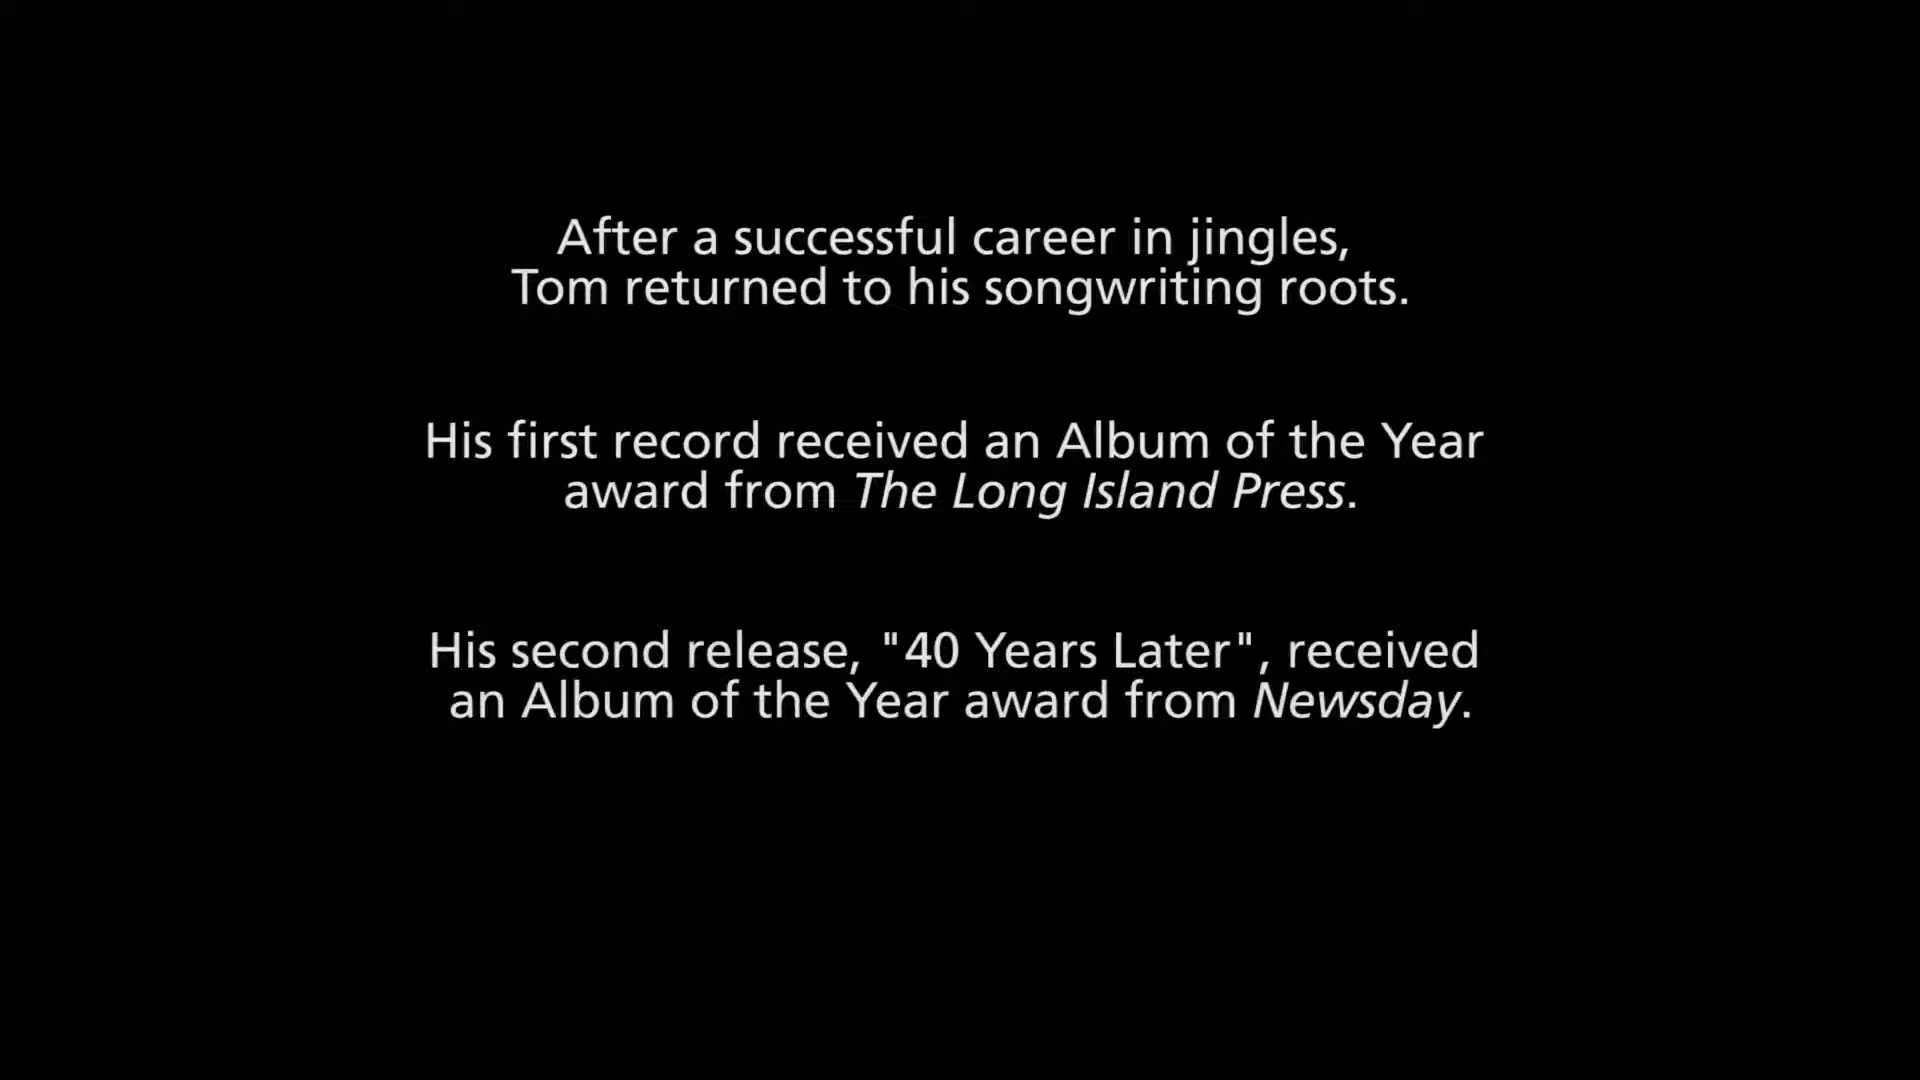 After a successful career in jingles,
Tom returned to his songwriting roots.
His first record received an Album of the Year
award from The Long Island Press.
His second release, "40 Years Later", received
an Album of the Year award from Newsday.